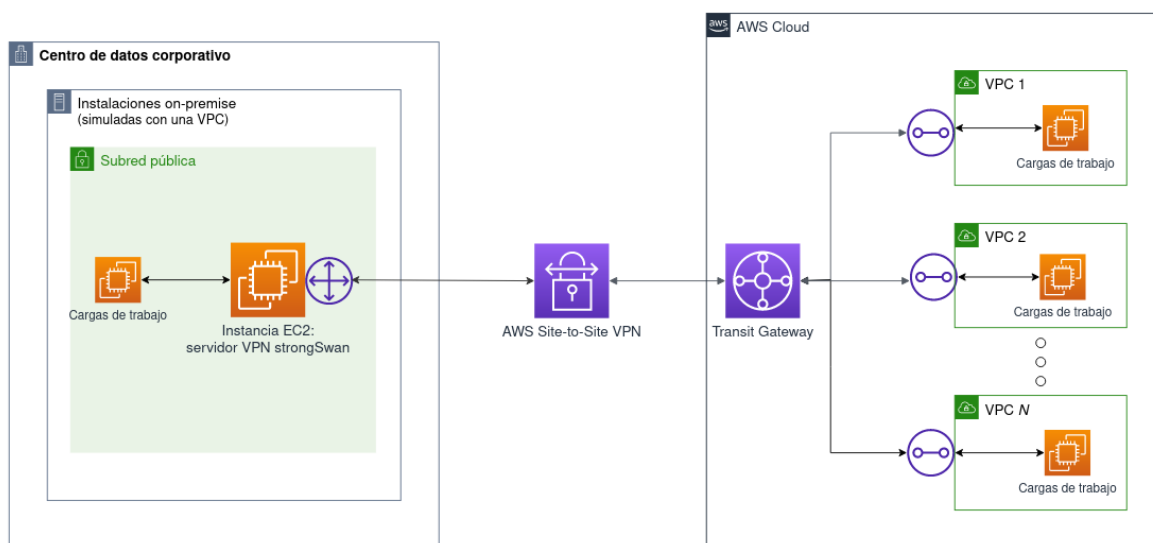 aws
AWS Cloud
Centro de datos corporativo
Instalaciones on-premise
(simuladas con una VPC)
Subred pública
Cargas de trabajo
Instancia EC2:
servidor VPN strongSwan
AWS Site-to-Site VPN
Transit Gateway
VPC 1
Cargas de trabajo
VPC 2
Cargas de trabajo
VPC N
Cargas de trabajo